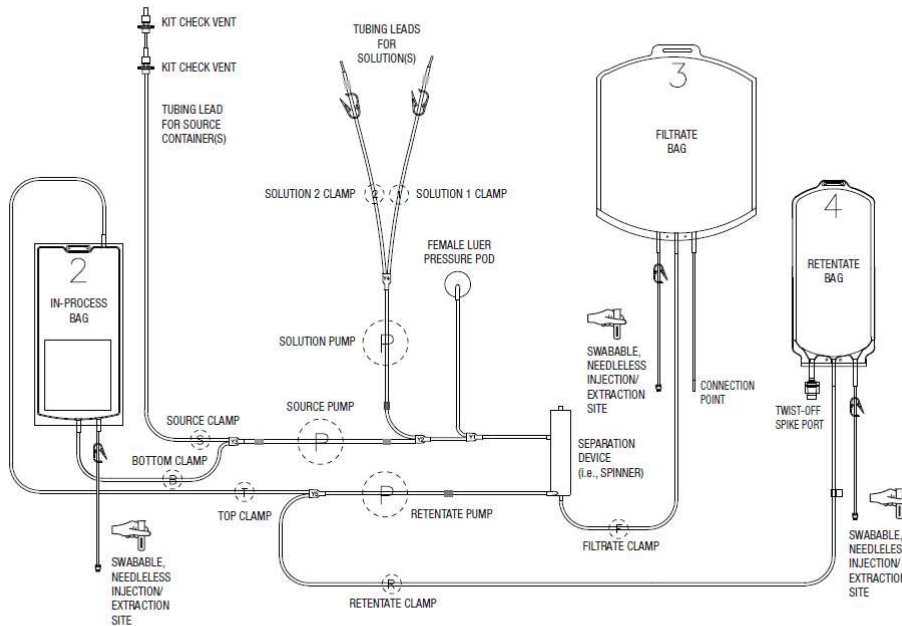 KIT CHECK VENT
KIT CHECK VENT
TUBING LEAD
FOR SOURCE
CONTAINER(S)
TUBING LEADS
FOR
SOLUTION(S)
3
FILTRATE
BAG
SOLUTION 2 CLAMP
2
1
SOLUTION 1 CLAMP
4
RETENTATE
BAG
FEMALE LUER
PRESSURE POD
2
IN-PROCESS
BAG
SOLUTION PUMP
P
SWABABLE,
NEEDLELESS
INJECTION/
EXTRACTION
SITE
CONNECTION
POINT
TWIST-OFF
SPIKE PORT
SOURCE PUMP
P
SOURCE CLAMP
S
BOTTOM CLAMP
B
SEPARATION
DEVICE
(i.e., SPINNER)
T
TOP CLAMP
P
RETENTATE PUMP
F
FILTRATE CLAMP
SWABABLE,
NEEDLELESS
INJECTION/
EXTRACTION
SITE
SWABABLE,
NEEDLELESS
INJECTION/
EXTRACTION
SITE
R
RETENTATE CLAMP